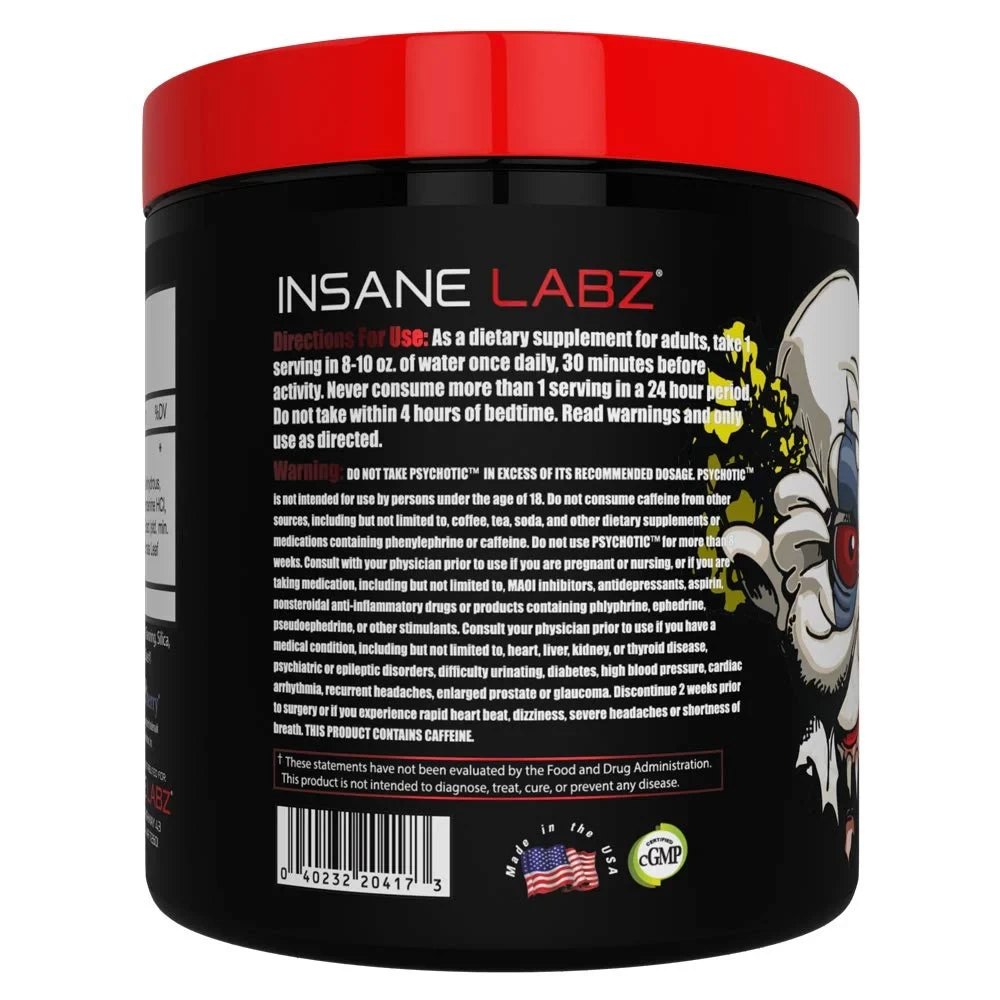 INSANE LABZ®
Directions For Use: As a dietary supplement for adults, take 1
serving in 8-10 oz. of water once daily, 30 minutes before
activity. Never consume more than 1 serving in a 24 hour period.
Do not take within 4 hours of bedtime. Read warnings and only
use as directed.
Warning: DO NOT TAKE PSYCHOTIC™ IN EXCESS OF ITS RECOMMENDED DOSAGE. PSYCHOTIC™
is not intended for use by persons under the age of 18. Do not consume caffeine from other
sources, including but not limited to, coffee, tea, soda, and other dietary supplements or
medications containing phenylephrine or caffeine. Do not use PSYCHOTIC™ for more than 8
weeks. Consult with your physician prior to use if you are pregnant or nursing, or if you are
taking medication, including but not limited to, MAOI inhibitors, antidepressants, aspirin,
nonsteroidal anti-inflammatory drugs or products containing phlyphrine, ephedrine,
pseudoephedrine, or other stimulants. Consult your physician prior to use if you have a
medical condition, including but not limited to, heart, liver, kidney, or thyroid disease,
psychiatric or epileptic disorders, difficulty urinating, diabetes, high blood pressure, cardiac
arrhythmia, recurrent headaches, enlarged prostate or glaucoma. Discontinue 2 weeks prior
to surgery or if you experience rapid heart beat, dizziness, severe headaches or shortness of
breath. THIS PRODUCT CONTAINS CAFFEINE.
† These statements have not been evaluated by the Food and Drug Administration.
This product is not intended to diagnose, treat, cure, or prevent any disease.
0 40232 20417 3
Made in the USA
CERTIFIED
cGMP
%DV
HCl,
min.
Leaf
Silica,
LABZ®